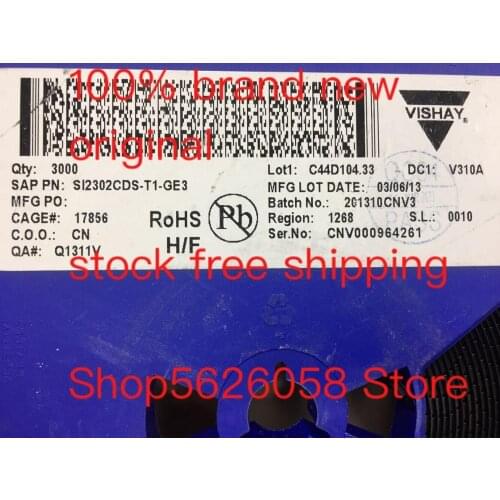 100% brand new
original
VISHAY
Qty: 3000
Lot1: C44D104.33
DC1: V310A
SAP PN: SI2302CDS-T1-GE3
MFG LOT DATE: 03/06/13
MFG PO:
Batch No.: 201310CNV3
CAGE#: 17856
Region: 1268
S.L.: 0010
C.O.O.: CN
Ser.No: CNV000964261
QA#: Q1311V
RoHS
H/F
Pb
stock free shipping
Shop5626058 Store